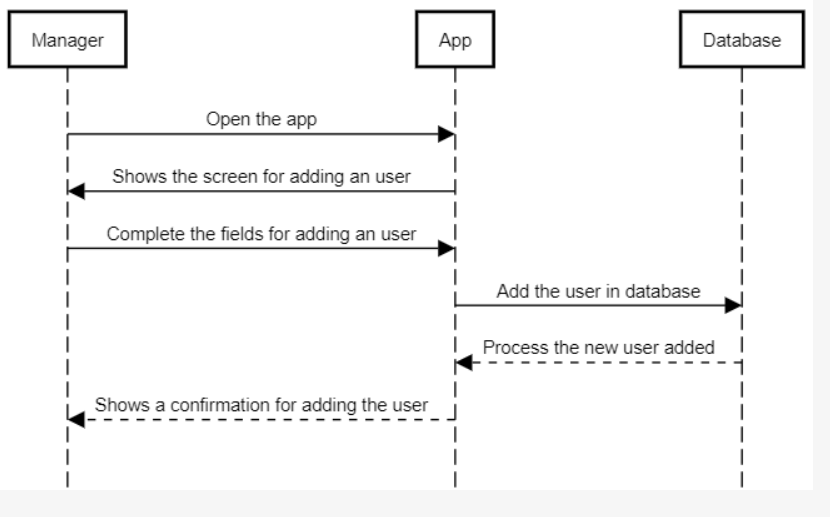 Manager
App
Database
Open the app
Shows the screen for adding an user
Complete the fields for adding an user
Add the user in database
Process the new user added
Shows a confirmation for adding the user